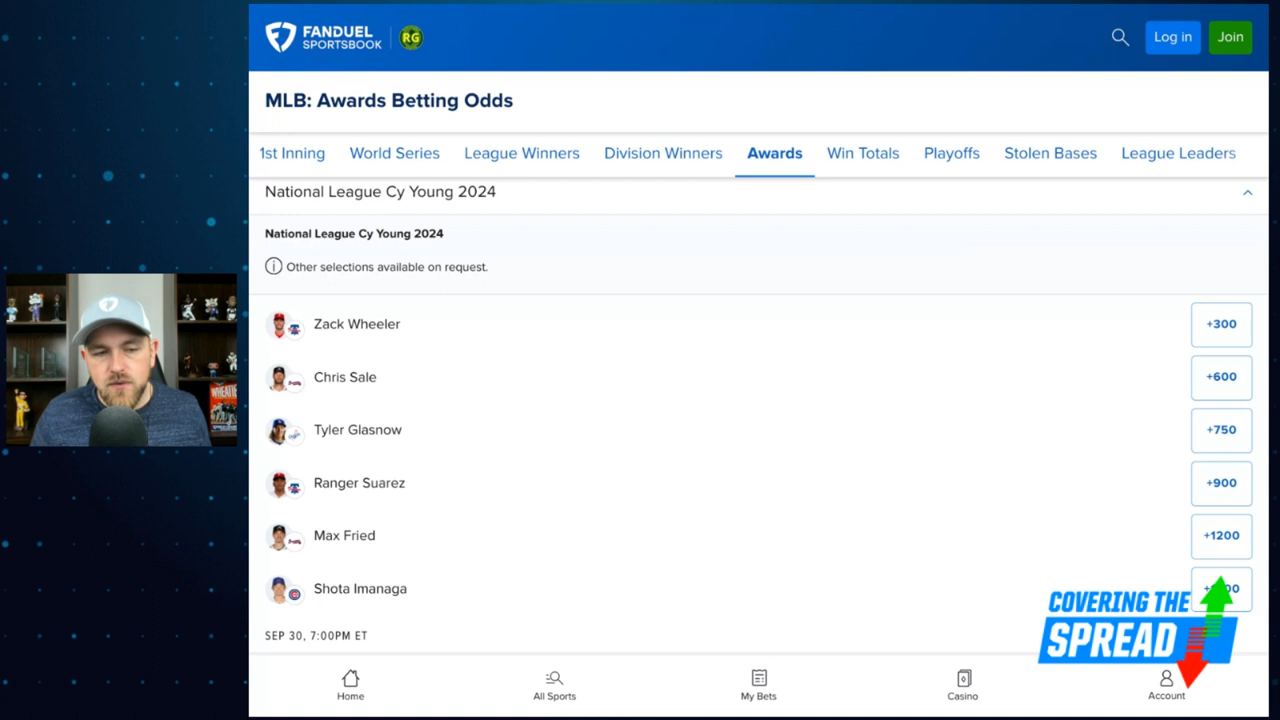 FANDUEL
SPORTSBOOK
RG
Log in
Join
MLB: Awards Betting Odds
1st Inning
World Series
League Winners
Division Winners
Awards
Win Totals
Playoffs
Stolen Bases
League Leaders
National League Cy Young 2024
National League Cy Young 2024
Other selections available on request.
Zack Wheeler
+300
Chris Sale
+600
Tyler Glasnow
+750
Ranger Suarez
+900
Max Fried
+1200
Shota Imanaga
SEP 30, 7:00PM ET
COVERING THE
SPREAD
Home
All Sports
My Bets
Casino
Account
WHEATIES